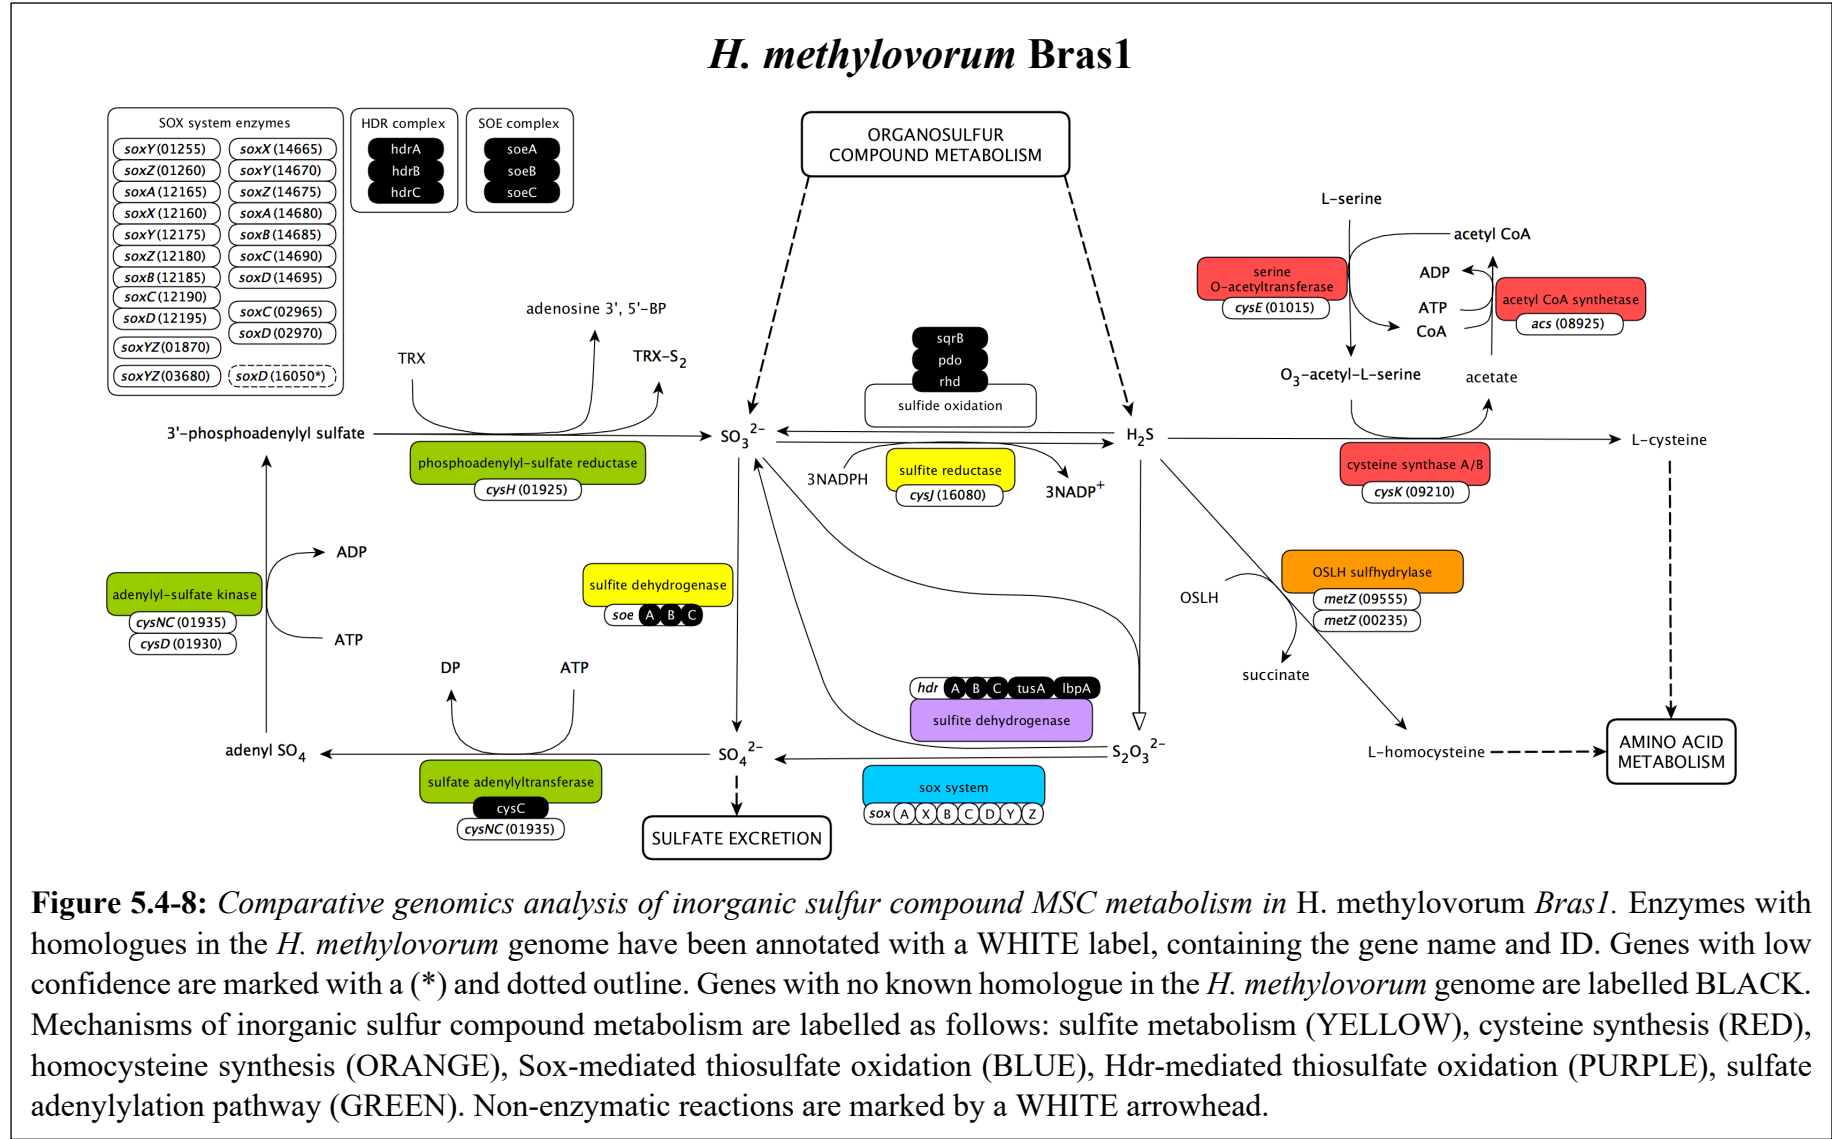 H. methylovorum Bras1
SOX system enzymes
soxY (01255)
soxZ (01260)
soxA (12165)
soxX (12160)
soxY (12175)
soxZ (12180)
soxB (12185)
soxC (12190)
soxD (12195)
soxYZ (01870)
soxYZ (03680)
soxX (14665)
soxY (14670)
soxZ (14675)
soxA (14680)
soxB (14685)
soxC (14690)
soxD (14695)
soxC (02965)
soxD (02970)
soxD (16050*)
HDR complex
hdrA
hdrB
hdrC
SOE complex
soeA
soeB
soeC
ORGANOSULFUR
COMPOUND METABOLISM
L-serine
acetyl CoA
serine
O-acetyltransferase
cysE (01015)
ADP
ATP
CoA
acetyl CoA synthetase
acs (08925)
O3-acetyl-L-serine
acetate
adenosine 3', 5'-BP
TRX
TRX-S2
sqrB
pdo
rhd
sulfide oxidation
3'-phosphoadenylyl sulfate
SO3 2-
H2S
L-cysteine
phosphoadenylyl-sulfate reductase
cysH (01925)
3NADPH
sulfite reductase
cysJ (16080)
3NADP+
cysteine synthase A/B
cysK (09210)
ADP
adenylyl-sulfate kinase
cysNC (01935)
cysD (01930)
ATP
sulfite dehydrogenase
soe A B C
OSLH
OSLH sulfhydrylase
metZ (09555)
metZ (00235)
succinate
DP
ATP
hdr A B C tusA lbpA
sulfite dehydrogenase
adenyl SO4
SO4 2-
S2O3 2-
L-homocysteine
AMINO ACID
METABOLISM
sulfate adenylyltransferase
cysC
cysNC (01935)
sox system
sox A X B C D Y Z
SULFATE EXCRETION
Figure 5.4-8: Comparative genomics analysis of inorganic sulfur compound MSC metabolism in H. methylovorum Bras1. Enzymes with
homologues in the H. methylovorum genome have been annotated with a WHITE label, containing the gene name and ID. Genes with low
confidence are marked with a (*) and dotted outline. Genes with no known homologue in the H. methylovorum genome are labelled BLACK.
Mechanisms of inorganic sulfur compound metabolism are labelled as follows: sulfite metabolism (YELLOW), cysteine synthesis (RED),
homocysteine synthesis (ORANGE), Sox-mediated thiosulfate oxidation (BLUE), Hdr-mediated thiosulfate oxidation (PURPLE), sulfate
adenylylation pathway (GREEN). Non-enzymatic reactions are marked by a WHITE arrowhead.